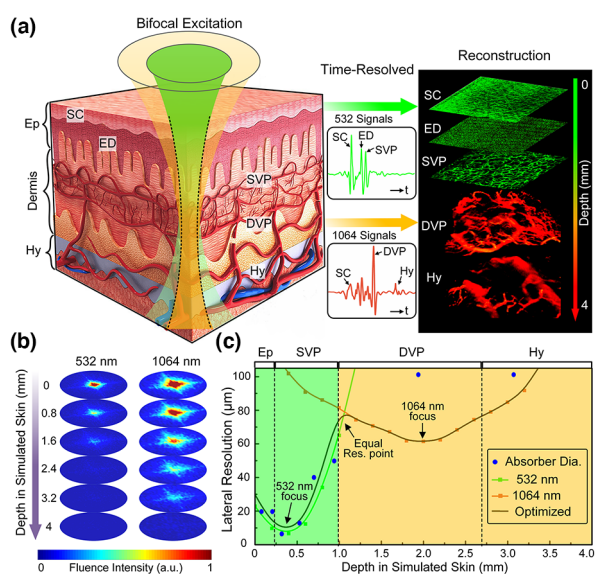 (a)
Bifocal Excitation
SC
Ep
ED
Dermis
SVP
DVP
Hy
Hy
Time-Resolved
532 Signals
SC
ED
SVP
t
1064 Signals
DVP
SC
Hy
t
Reconstruction
SC
ED
SVP
DVP
Hy
0
Depth (mm)
4
(b)
532 nm
1064 nm
Depth in Simulated Skin (mm)
0
0.8
1.6
2.4
3.2
4
0
1
Fluence Intensity (a.u.)
(c)
Ep
SVP
DVP
Hy
Lateral Resolution (µm)
100
80
60
40
20
0
532 nm
focus
Equal
Res. point
1064 nm
focus
Absorber Dia.
532 nm
1064 nm
Optimized
0.0
0.5
1.0
1.5
2.0
2.5
3.0
3.5
4.0
Depth in Simulated Skin (mm)